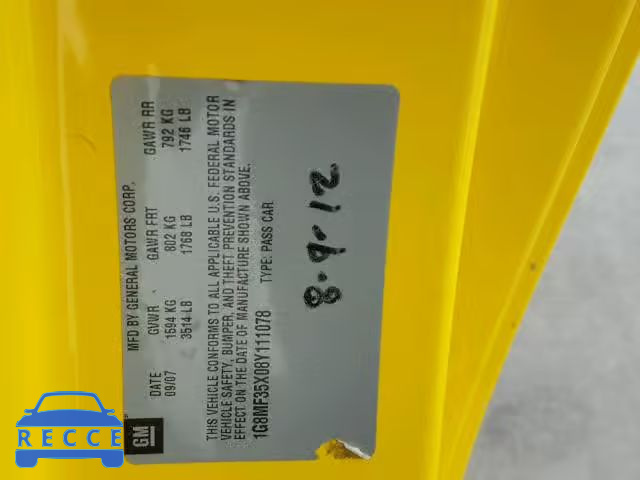 MFD BY GENERAL MOTORS CORP.
DATE GVWR GAWR FRT GAWR RR
09/07 1594 KG 802 KG 792 KG
3514 LB 1768 LB 1746 LB
THIS VEHICLE CONFORMS TO ALL APPLICABLE U.S. FEDERAL MOTOR
VEHICLE SAFETY, BUMPER, AND THEFT PREVENTION STANDARDS IN
EFFECT ON THE DATE OF MANUFACTURE SHOWN ABOVE.
1G8MF35X08Y111078 TYPE: PASS CAR
8-9-12
GM
RECCE